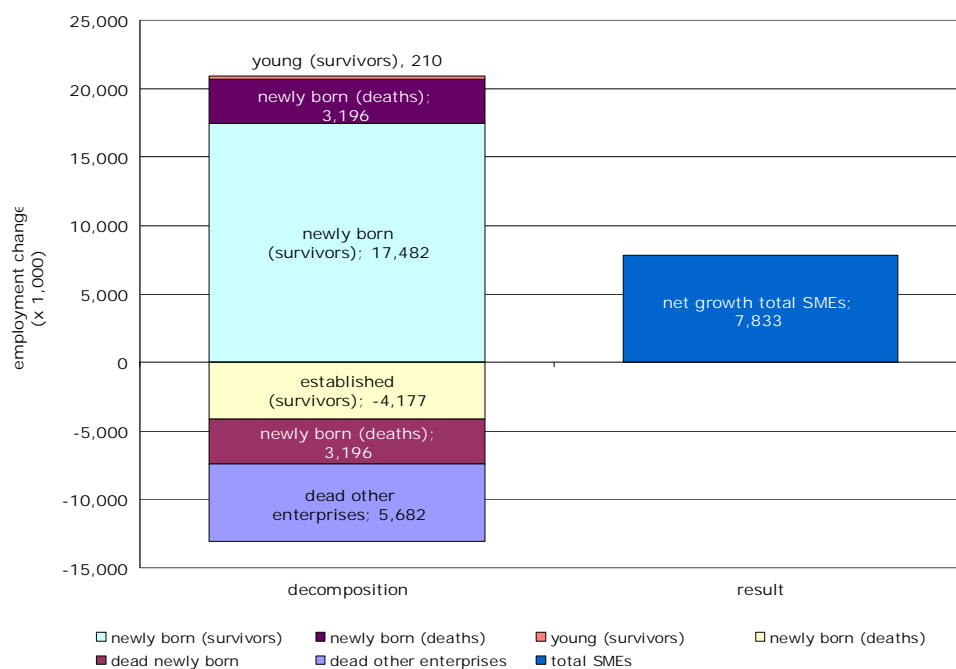 25,000
20,000
15,000
10,000
5,000
0
-5,000
-10,000
-15,000
employment change
(x 1,000)
young (survivors), 210
newly born (deaths);
3,196
newly born
(survivors); 17,482
established
(survivors); -4,177
newly born (deaths);
3,196
dead other
enterprises; 5,682
net growth total SMEs;
7,833
decomposition
result
newly born (survivors)
newly born (deaths)
young (survivors)
newly born (deaths)
dead newly born
dead other enterprises
total SMEs